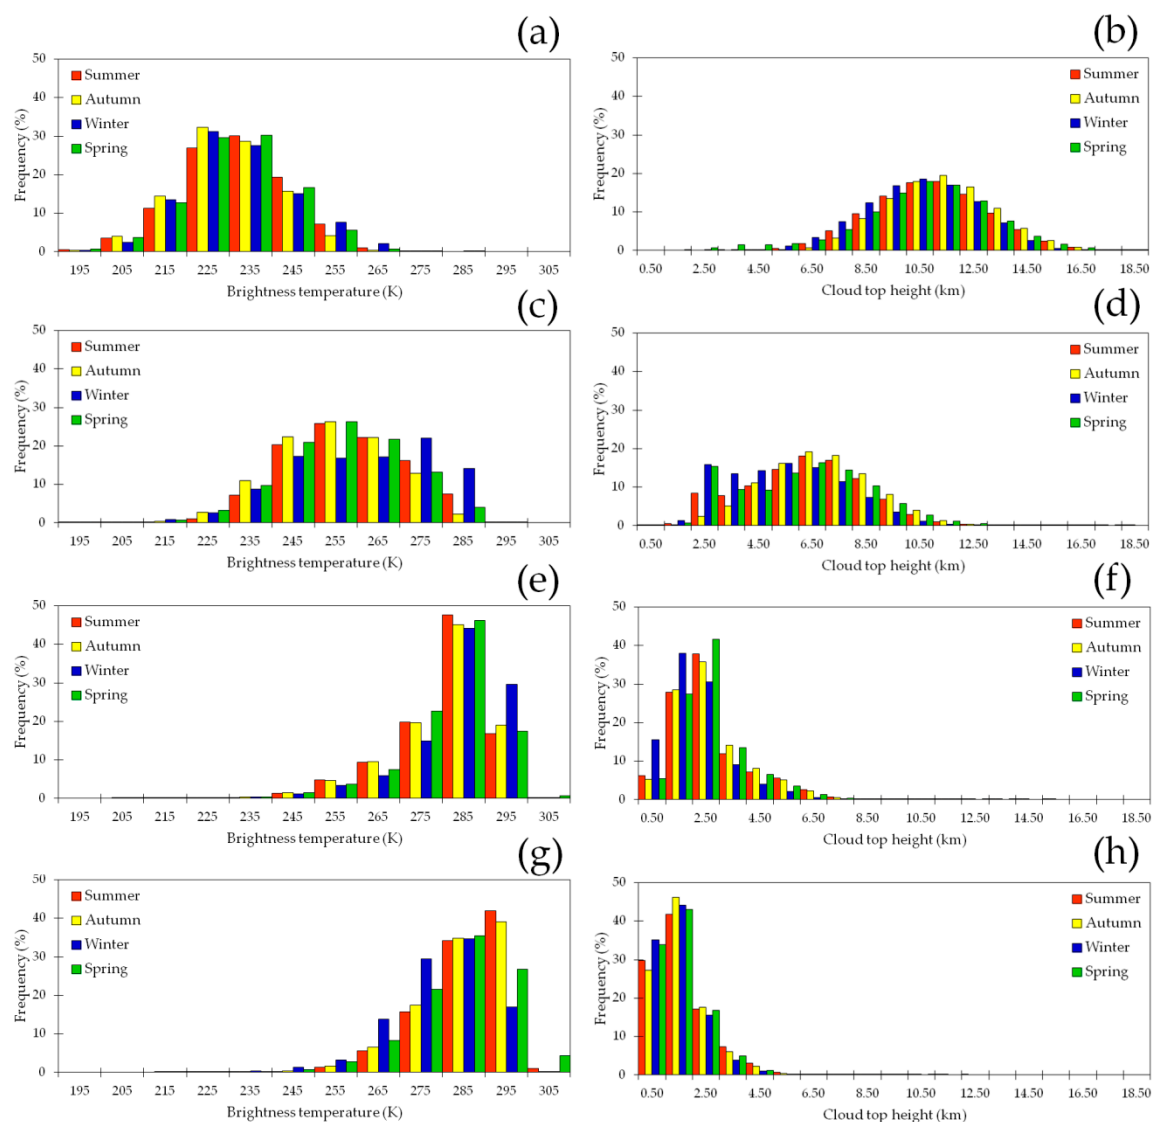 (a)
50
40
30
20
10
0
Frequency (%)
Summer
Autumn
Winter
Spring
195 205 215 225 235 245 255 265 275 285 295 305
Brightness temperature (K)
(b)
50
40
30
20
10
0
Frequency (%)
Summer
Autumn
Winter
Spring
0.50 2.50 4.50 6.50 8.50 10.50 12.50 14.50 16.50 18.50
Cloud top height (km)
(c)
50
40
30
20
10
0
Frequency (%)
Summer
Autumn
Winter
Spring
195 205 215 225 235 245 255 265 275 285 295 305
Brightness temperature (K)
(d)
50
40
30
20
10
0
Frequency (%)
Summer
Autumn
Winter
Spring
0.50 2.50 4.50 6.50 8.50 10.50 12.50 14.50 16.50 18.50
Cloud top height (km)
(e)
50
40
30
20
10
0
Frequency (%)
Summer
Autumn
Winter
Spring
195 205 215 225 235 245 255 265 275 285 295 305
Brightness temperature (K)
(f)
50
40
30
20
10
0
Frequency (%)
Summer
Autumn
Winter
Spring
0.50 2.50 4.50 6.50 8.50 10.50 12.50 14.50 16.50 18.50
Cloud top height (km)
(g)
50
40
30
20
10
0
Frequency (%)
Summer
Autumn
Winter
Spring
195 205 215 225 235 245 255 265 275 285 295 305
Brightness temperature (K)
(h)
50
40
30
20
10
0
Frequency (%)
Summer
Autumn
Winter
Spring
0.50 2.50 4.50 6.50 8.50 10.50 12.50 14.50 16.50 18.50
Cloud top height (km)